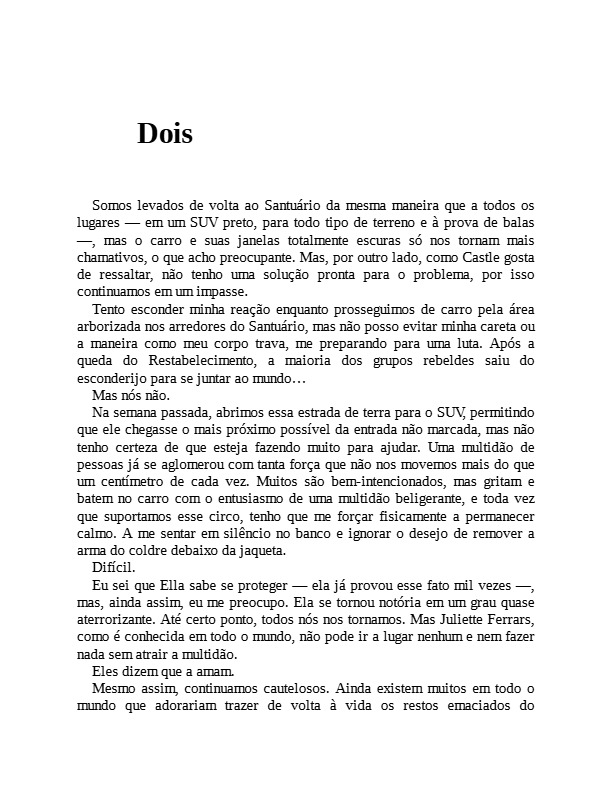 Dois
Somos levados de volta ao Santuário da mesma maneira que a todos os
lugares — em um SUV preto, para todo tipo de terreno e à prova de balas
—, mas o carro e suas janelas totalmente escuras só nos tornam mais
chamativos, o que acho preocupante. Mas, por outro lado, como Castle gosta
de ressaltar, não tenho uma solução pronta para o problema, por isso
continuamos em um impasse.
Tento esconder minha reação enquanto prosseguimos de carro pela área
arborizada nos arredores do Santuário, mas não posso evitar minha careta ou
a maneira como meu corpo trava, me preparando para uma luta. Após a
queda do Restabelecimento, a maioria dos grupos rebeldes saiu do
esconderijo para se juntar ao mundo…
Mas nós não.
Na semana passada, abrimos essa estrada de terra para o SUV, permitindo
que ele chegasse o mais próximo possível da entrada não marcada, mas não
tenho certeza de que esteja fazendo muito para ajudar. Uma multidão de
pessoas já se aglomerou com tanta força que não nos movemos mais do que
um centímetro de cada vez. Muitos são bem-intencionados, mas gritam e
batem no carro com o entusiasmo de uma multidão beligerante, e toda vez
que suportamos esse circo, tenho que me forçar fisicamente a permanecer
calmo. A me sentar em silêncio no banco e ignorar o desejo de remover a
arma do coldre debaixo da jaqueta.
Difícil.
Eu sei que Ella sabe se proteger — ela já provou esse fato mil vezes —,
mas, ainda assim, eu me preocupo. Ela se tornou notória em um grau quase
aterrorizante. Até certo ponto, todos nós nos tornamos. Mas Juliette Ferrars,
como é conhecida em todo o mundo, não pode ir a lugar nenhum e nem fazer
nada sem atrair a multidão.
Eles dizem que a amam.
Mesmo assim, continuamos cautelosos. Ainda existem muitos em todo o
mundo que adorariam trazer de volta à vida os restos emaciados do